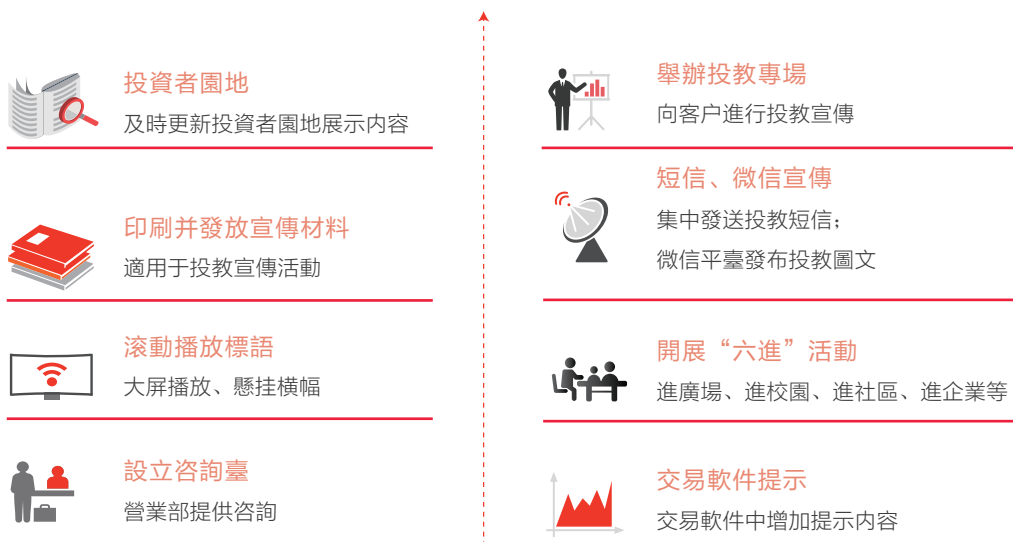 投資者園地
及時更新投資者園地展示内容
印刷并發放宣傳材料
適用于投教宣傳活動
滚動播放標語
大屏播放、懸挂横幅
設立咨詢臺
營業部提供咨詢
舉辦投教專場
向客户進行投教宣傳
短信、微信宣傳
集中發送投教短信；
微信平臺發布投教圖文
開展“六進”活動
進廣場、進校園、進社區、進企業等
交易軟件提示
交易軟件中增加提示内容